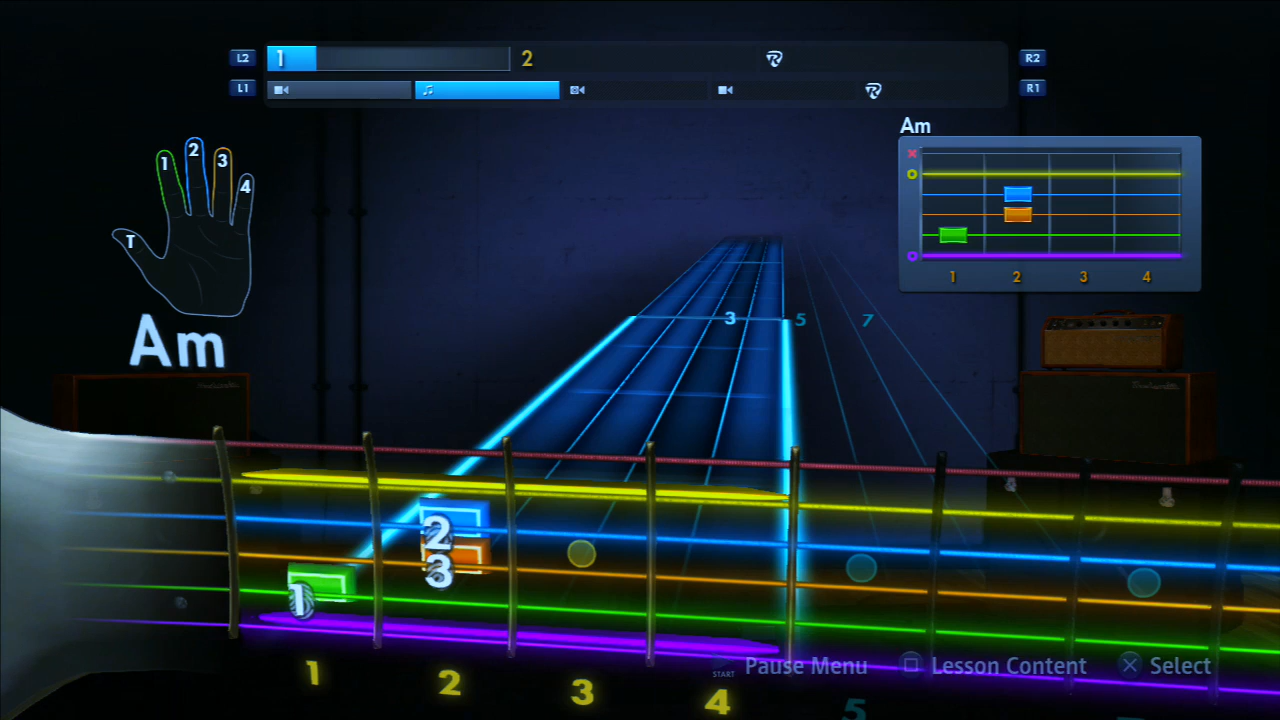 L2 1 2 R2
L1 R1
Am
1 2 3 4
T
x
o
o
1 2 3 4
Am
3 5 7
2
3
1
1 2 3 4 5
START Pause Menu Lesson Content Select